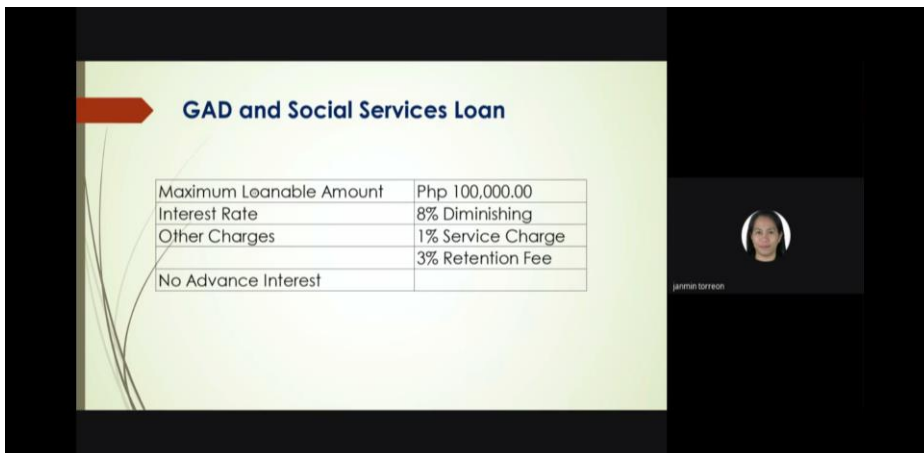 GAD and Social Services Loan
Maximum Loanable Amount Php 100,000.00
Interest Rate 8% Diminishing
Other Charges 1% Service Charge
3% Retention Fee
No Advance Interest
janmin torreon